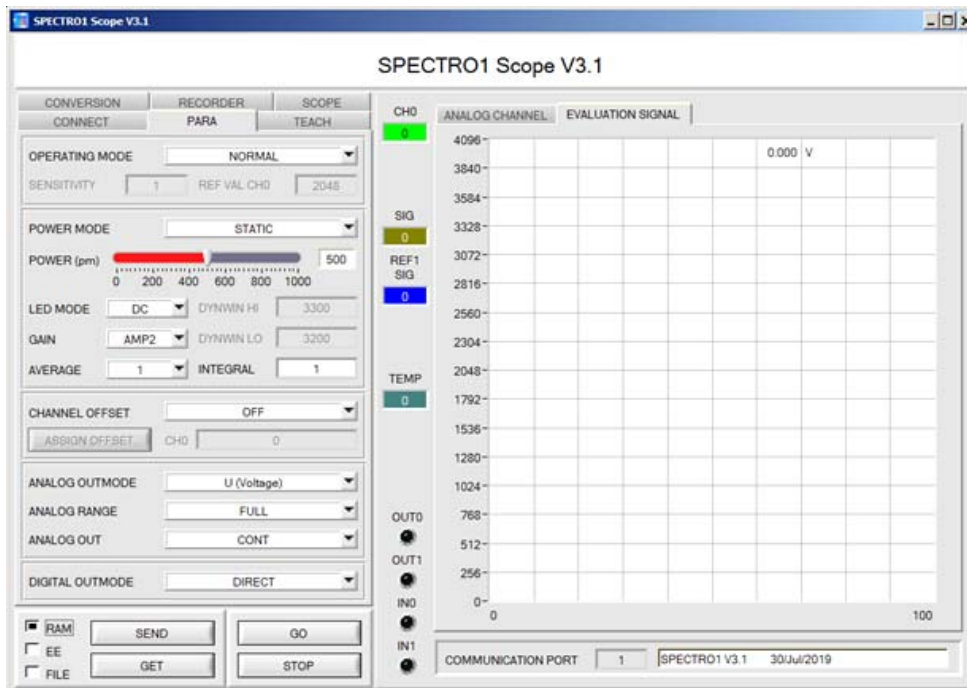 SPECTRO1 Scope V3.1
SPECTRO1 Scope V3.1
CONVERSION RECORDER SCOPE
CONNECT PARA TEACH
OPERATING MODE NORMAL
SENSITIVITY 1 REF VAL CH0 2048
POWER MODE STATIC
POWER (pm) 500
0 200 400 600 800 1000
LED MODE DC DYNWIN HI 3300
GAIN AMP2 DYNWIN LO 3200
AVERAGE 1 INTEGRAL 1
CHANNEL OFFSET OFF
ASSIGN OFFSET CH0 0
ANALOG OUTMODE U (Voltage)
ANALOG RANGE FULL
ANALOG OUT CONT
DIGITAL OUTMODE DIRECT
RAM
EE
FILE
SEND GO
GET STOP
CH0
0
SIG
0
REF1
SIG
0
TEMP
0
OUT0
OUT1
IN0
IN1
ANALOG CHANNEL EVALUATION SIGNAL
0.000 V
4096
3840
3584
3328
3072
2816
2560
2304
2048
1792
1536
1280
1024
768
512
256
0
0 100
COMMUNICATION PORT 1 SPECTRO1 V3.1 30/Jul/2019